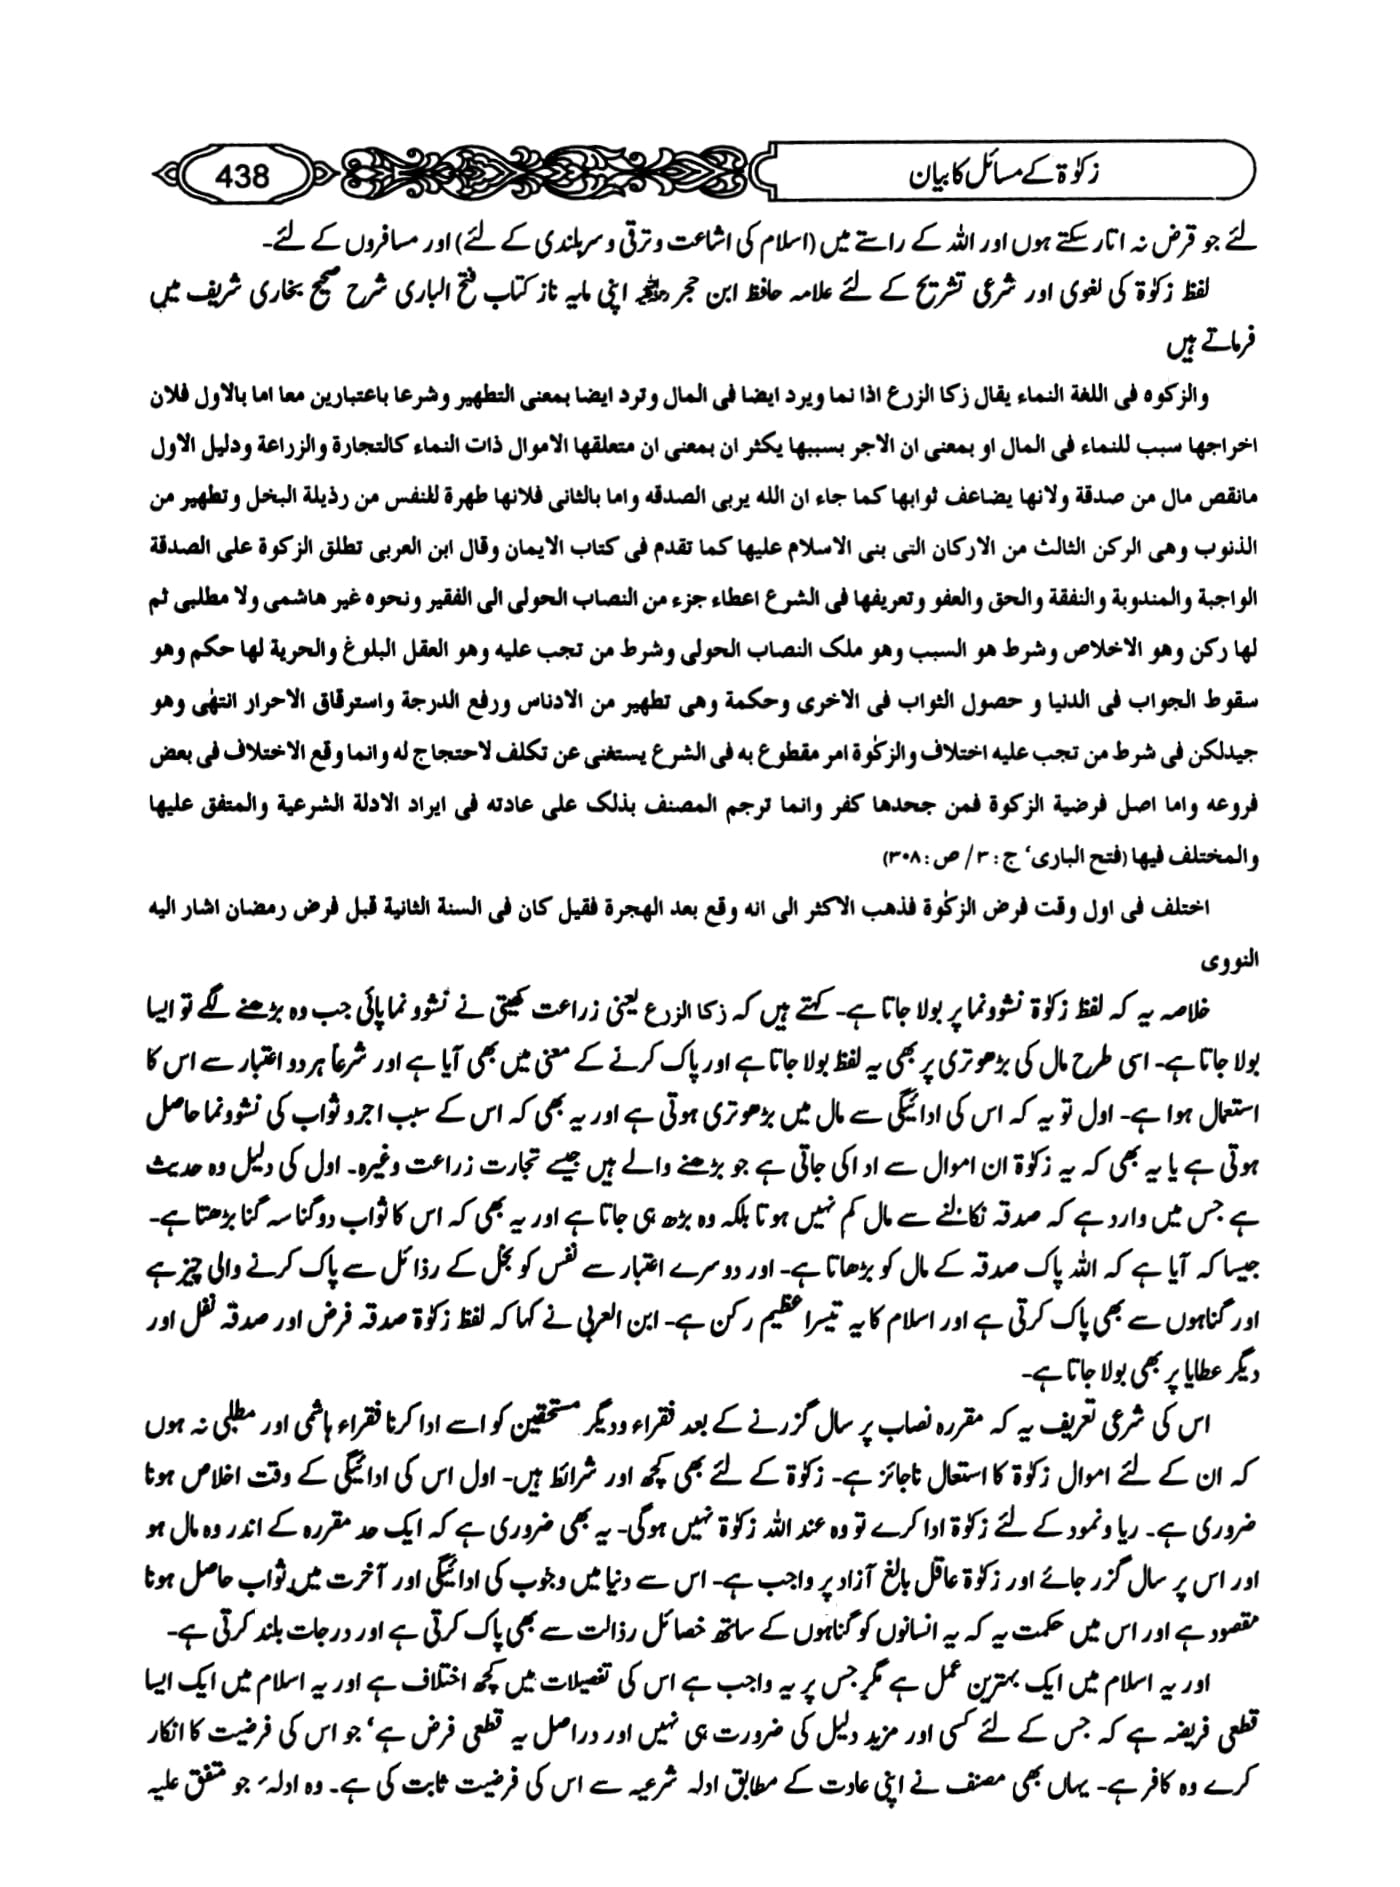 زکوٰۃ کے مسائل کا بیان
438
لئے جو قرض نہ اتار سکتے ہوں اور اللہ کے راستے میں (اسلام کی اشاعت و ترقی و سربلندی کے لئے) اور مسافروں کے لئے۔
لفظ زکوٰۃ کی لغوی اور شرعی تشریح کے لئے علامہ حافظ ابن حجر رحمہ اللہ اپنی مایہ ناز کتاب فتح الباری شرح صحیح بخاری شریف میں
فرماتے ہیں
والزکوہ فی اللغة النماء یقال زکا الزرع اذا نما ویرد ایضا فی المال وترد ایضا بمعنی التطهیر وشرعا باعتبارین معا اما بالاول فلان
اخراجها سبب للنماء فی المال او بمعنی ان الاجر بسببها یکثر ان بمعنی ان متعلقها الاموال ذات النماء کالتجارة والزراعة ودلیل الاول
مانقص مال من صدقة ولانها یضاعف ثوابها کما جاء ان الله یربی الصدقه واما بالثانی فلانها طهرة للنفس من رذیلة البخل وتطهیر من
الذنوب وهی الرکن الثالث من الارکان التی بنی الاسلام علیها کما تقدم فی کتاب الایمان وقال ابن العربی تطلق الزکوة علی الصدقة
الواجبة والمندوبة والنفقة والحق والعفو وتعریفها فی الشرع اعطاء جزء من النصاب الحولی الی الفقیر ونحوه غیر هاشمی ولا مطلبی ثم
لها رکن وهو الاخلاص وشرط هو السبب وهو ملک النصاب الحولی وشرط من تجب علیه وهو العقل البلوغ والحریة لها حکم وهو
سقوط الجواب فی الدنیا و حصول الثواب فی الاخری وحکمة وهی تطهیر من الادناس ورفع الدرجة واسترقاق الاحرار انتهٰی وهو
جیدلکن فی شرط من تجب علیه اختلاف والزکوٰة امر مقطوع به فی الشرع یستغنی عن تکلف لاحتجاج له وانما وقع الاختلاف فی بعض
فروعه واما اصل فرضیة الزکوة فمن جحدها کفر وانما ترجم المصنف بذلک علی عادته فی ایراد الادلة الشرعیة والمتفق علیها
والمختلف فیها (فتح الباری‘ ج : ۳/ ص : ۳۰۸)
اختلف فی اول وقت فرض الزکوٰة فذهب الاکثر الی انه وقع بعد الهجرة فقیل کان فی السنة الثانیة قبل فرض رمضان اشار الیه
النووی
خلاصہ یہ کہ لفظ زکوٰۃ نشوونما پر بولا جاتا ہے۔ کہتے ہیں کہ زکا الزرع یعنی زراعت کھیتی نے نشوونما پائی جب وہ بڑھنے لگے تو ایسا
بولا جاتا ہے۔ اسی طرح مال کی بڑھوتری پر بھی یہ لفظ بولا جاتا ہے اور پاک کرنے کے معنی میں بھی آیا ہے اور شرعاً ہر دو اعتبار سے اس کا
استعمال ہوا ہے۔ اول تو یہ کہ اس کی ادائیگی سے مال میں بڑھوتری ہوتی ہے اور یہ بھی کہ اس کے سبب اجر و ثواب کی نشوونما حاصل
ہوتی ہے یا یہ بھی کہ یہ زکوٰۃ ان اموال سے ادا کی جاتی ہے جو بڑھنے والے ہیں جیسے تجارت زراعت وغیرہ۔ اول کی دلیل وہ حدیث
ہے جس میں وارد ہے کہ صدقہ نکالنے سے مال کم نہیں ہوتا بلکہ وہ بڑھ ہی جاتا ہے اور یہ بھی کہ اس کا ثواب دوگنا سہ گنا بڑھتا ہے۔
جیسا کہ آیا ہے کہ اللہ پاک صدقہ کے مال کو بڑھاتا ہے۔ اور دوسرے اعتبار سے نفس کو بخل کے رذائل سے پاک کرنے والی چیز ہے
اور گناہوں سے بھی پاک کرتی ہے اور اسلام کا یہ تیسرا عظیم رکن ہے۔ ابن العربی نے کہا کہ لفظ زکوٰۃ صدقہ فرض اور صدقہ نفل اور
دیگر عطایا پر بھی بولا جاتا ہے۔
اس کی شرعی تعریف یہ کہ مقررہ نصاب پر سال گزرنے کے بعد فقراء ودیگر مستحقین کو اسے ادا کرنا فقراء ہاشمی اور مطلبی نہ ہوں
کہ ان کے لئے اموال زکوٰۃ کا استعمال ناجائز ہے۔ زکوٰۃ کے لئے بھی کچھ اور شرائط ہیں۔ اول اس کی ادائیگی کے وقت اخلاص ہونا
ضروری ہے۔ ریا ونمود کے لئے زکوٰۃ ادا کرے تو وہ عند اللہ زکوٰۃ نہیں ہوگی۔ یہ بھی ضروری ہے کہ ایک حد مقررہ کے اندر وہ مال ہو
اور اس پر سال گزر جائے اور زکوٰۃ عاقل بالغ آزاد پر واجب ہے۔ اس سے دنیا میں وجوب کی ادائیگی اور آخرت میں ثواب حاصل ہونا
مقصود ہے اور اس میں حکمت یہ کہ یہ انسانوں کو گناہوں کے ساتھ خصائل رذالت سے بھی پاک کرتی ہے اور درجات بلند کرتی ہے۔
اور یہ اسلام میں ایک بہترین عمل ہے مگر جس پر یہ واجب ہے اس کی تفصیلات میں کچھ اختلاف ہے اور یہ اسلام میں ایک ایسا
قطعی فریضہ ہے کہ جس کے لئے کسی اور مزید دلیل کی ضرورت ہی نہیں اور دراصل یہ قطعی فرض ہے‘ جو اس کی فرضیت کا انکار
کرے وہ کافر ہے۔ یہاں بھی مصنف نے اپنی عادت کے مطابق ادلہ شرعیہ سے اس کی فرضیت ثابت کی ہے۔ وہ ادلہ‘ جو متفق علیہ